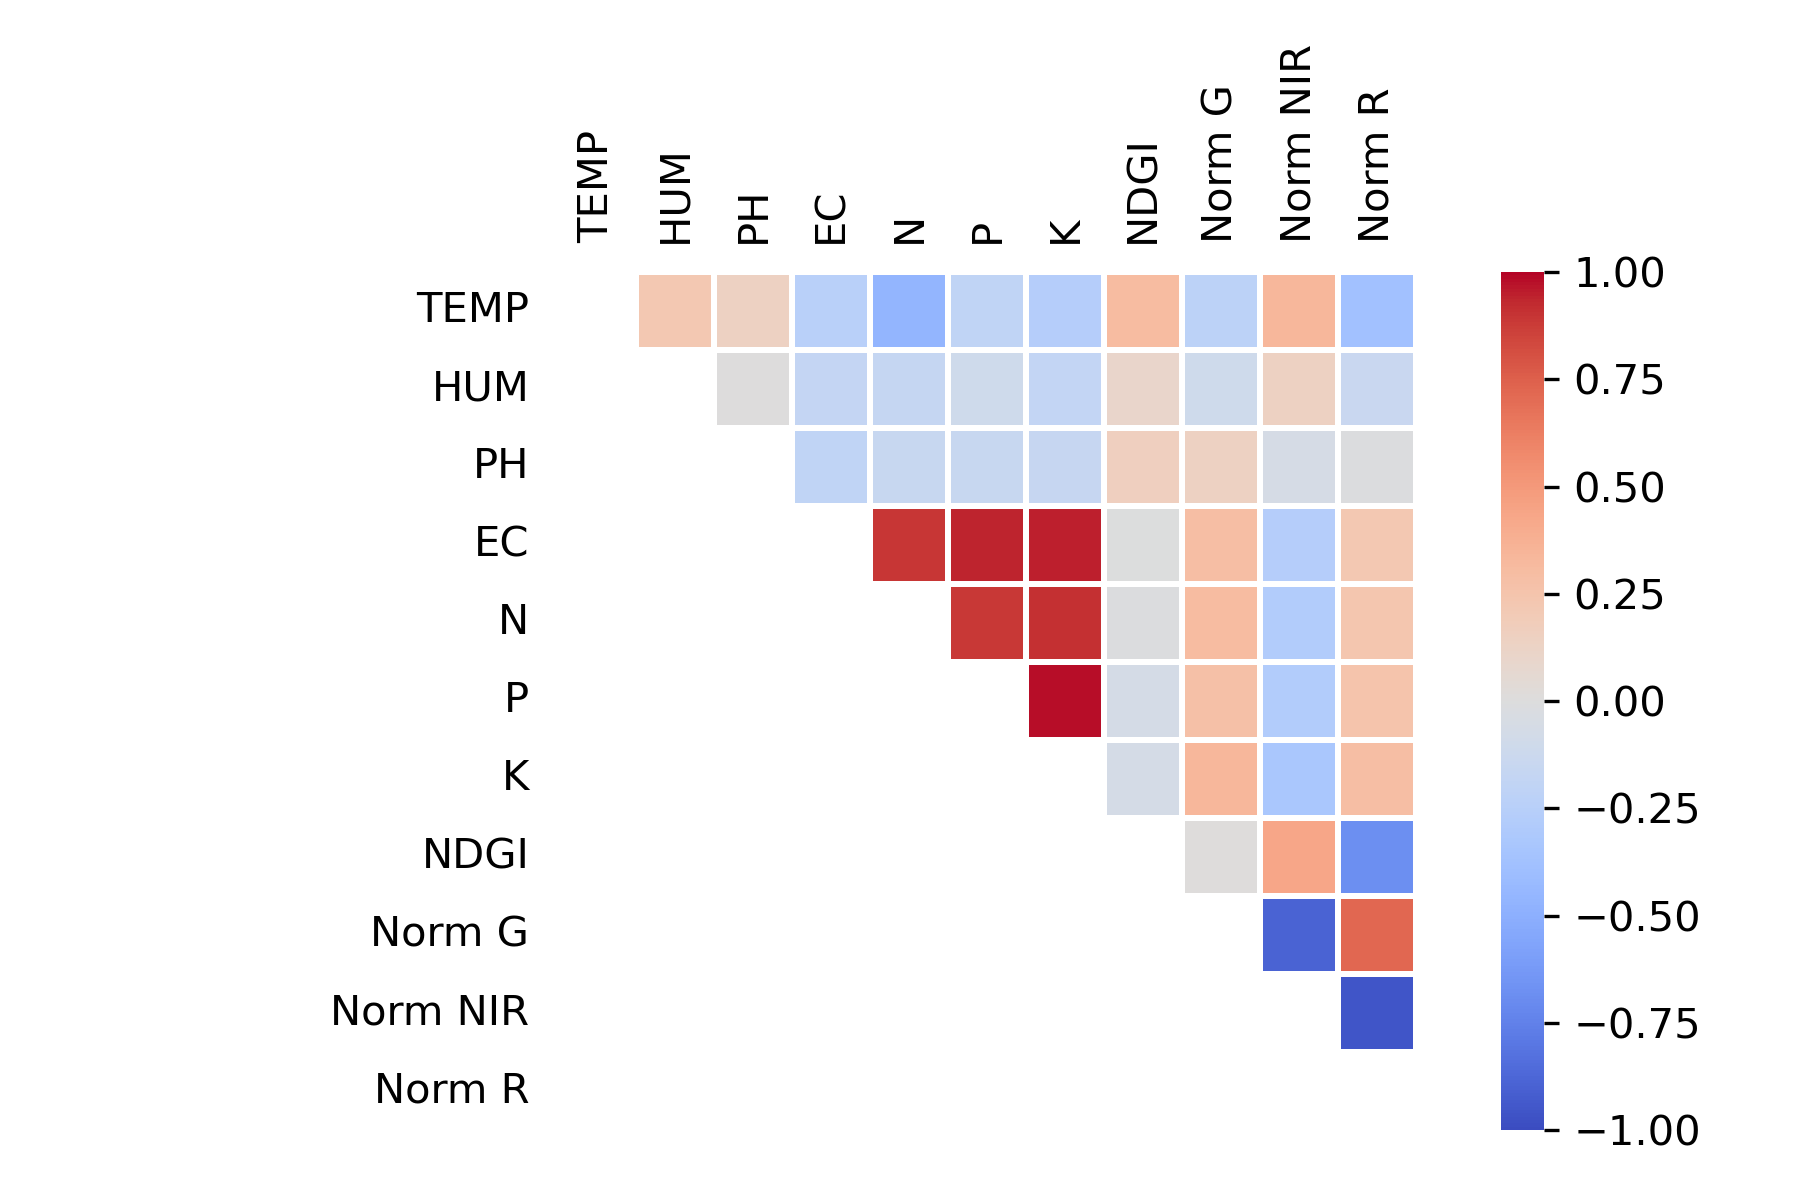 TEMP
HUM
PH
EC
N
P
K
NDGI
Norm G
Norm NIR
Norm R
TEMP
HUM
PH
EC
N
P
K
NDGI
Norm G
Norm NIR
Norm R
1.00
0.75
0.50
0.25
0.00
−0.25
−0.50
−0.75
−1.00